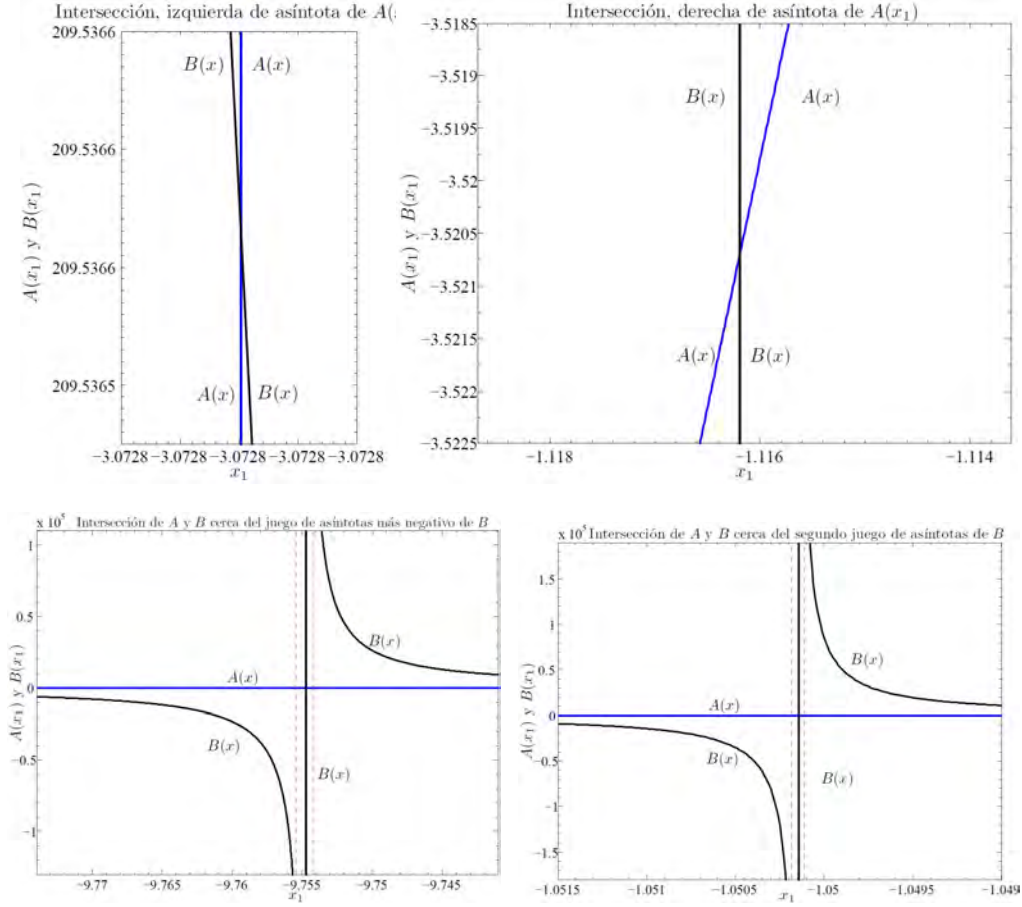 Intersección, izquierda de asíntota de A(
209.5366
B(x) A(x)
209.5366
A(x₁) y B(x₁)
209.5366
209.5365
A(x) B(x)
−3.0728 −3.0728 −3.0728 −3.0728 −3.0728
x₁
Intersección, derecha de asíntota de A(x₁)
−3.5185
−3.519
B(x) A(x)
−3.5195
−3.52
A(x₁) y B(x₁)
−3.5205
−3.521
−3.5215
A(x) B(x)
−3.522
−3.5225
−1.118 −1.116 −1.114
x₁
x 10⁵ Intersección de A y B cerca del juego de asíntotas más negativo de B
1
0.5
B(x)
A(x₁) y B(x₁)
A(x)
0
B(x)
−0.5
B(x)
−1
−9.77 −9.765 −9.76 −9.755 −9.75 −9.745
x₁
x 10⁵ Intersección de A y B cerca del segundo juego de asíntotas de B
1.5
1
0.5
B(x)
A(x₁) y B(x₁)
A(x)
0
B(x)
−0.5
B(x)
−1
−1.5
−1.0515 −1.051 −1.0505 −1.05 −1.0495 −1.049
x₁